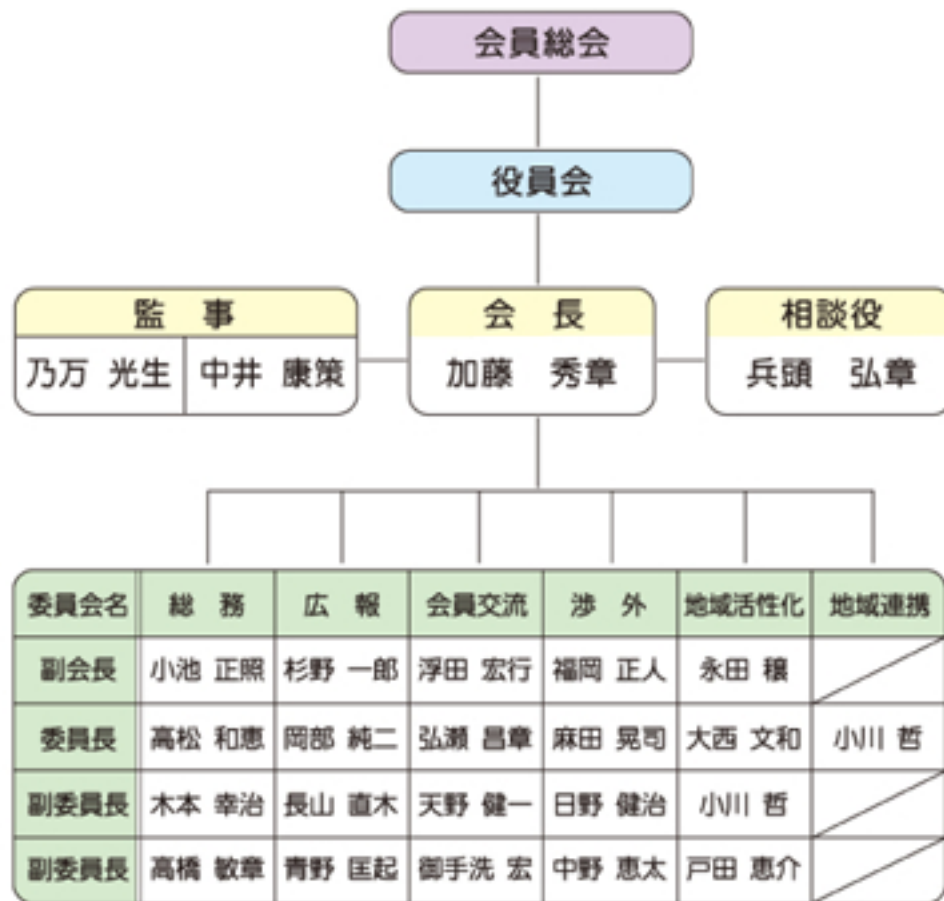 会員総会
役員会
監 事
乃万 光生 中井 康策
会 長
加藤 秀章
相談役
兵頭 弘章
委員会名 総 務 広 報 会員交流 渉 外 地域活性化 地域連携
副会長 小池 正照 杉野 一郎 浮田 宏行 福岡 正人 永田 穣
委員長 高松 和恵 岡部 純二 弘瀬 昌章 麻田 晃司 大西 文和 小川 哲
副委員長 木本 幸治 長山 直木 天野 健一 日野 健治 小川 哲
副委員長 高橋 敏章 青野 匡起 御手洗 宏 中野 恵太 戸田 恵介